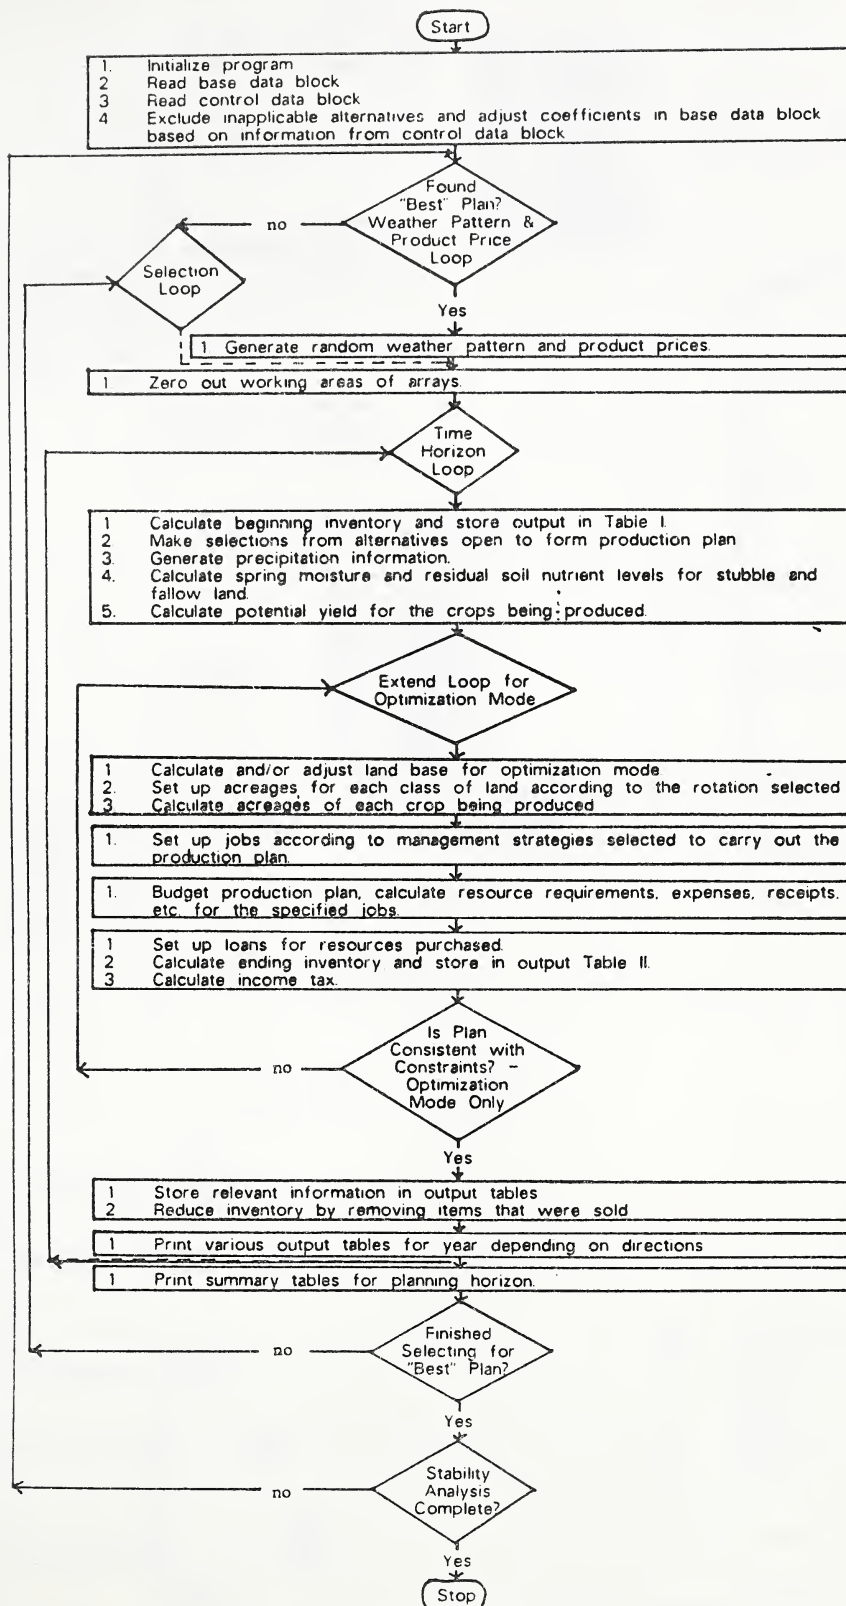 Start
1. Initialize program
2 Read base data block
3 Read control data block
4 Exclude inapplicable alternatives and adjust coefficients in base data block
based on information from control data block
Found
"Best" Plan?
Weather Pattern &
Product Price
Loop
no
Selection
Loop
Yes
1 Generate random weather pattern and product prices.
1 Zero out working areas of arrays.
Time
Horizon
Loop
1 Calculate beginning inventory and store output in Table I.
2 Make selections from alternatives open to form production plan
3 Generate precipitation information.
4. Calculate spring moisture and residual soil nutrient levels for stubble and
fallow land.
5. Calculate potential yield for the crops being produced.
Extend Loop for
Optimization Mode
1 Calculate and/or adjust land base for optimization mode
2. Set up acreages for each class of land according to the rotation selected
3 Calculate acreages of each crop being produced
1. Set up jobs according to management strategies selected to carry out the
production plan.
1. Budget production plan, calculate resource requirements, expenses, receipts,
etc. for the specified jobs.
1 Set up loans for resources purchased.
2 Calculate ending inventory and store in output Table II.
3 Calculate income tax.
Is Plan
Consistent with
Constraints? –
Optimization
Mode Only
no
Yes
1 Store relevant information in output tables
2 Reduce inventory by removing items that were sold
1 Print various output tables for year depending on directions
1 Print summary tables for planning horizon.
Finished
Selecting for
"Best" Plan?
no
Yes
Stability
Analysis
Complete?
no
Yes
Stop